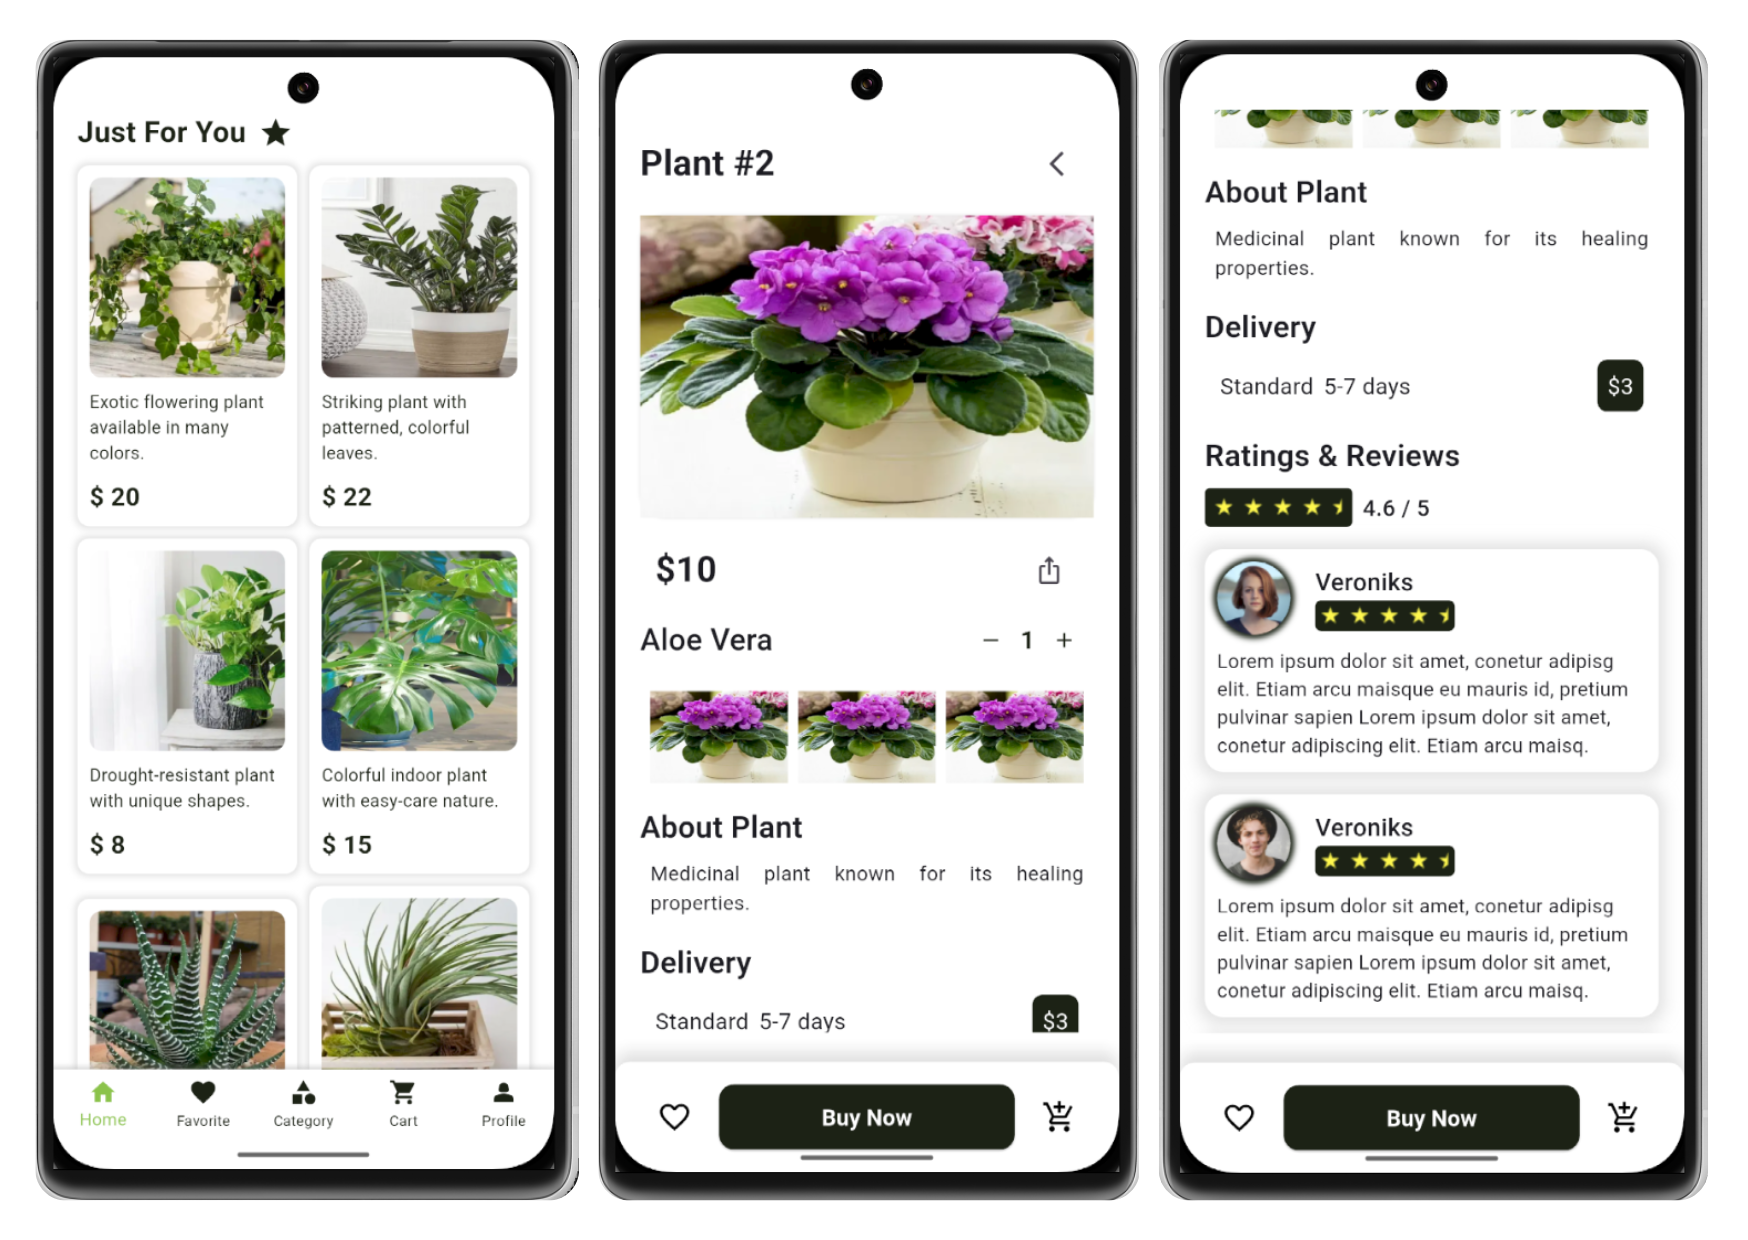 Just For You
Exotic flowering plant
available in many
colors.
$ 20
Striking plant with
patterned, colorful
leaves.
$ 22
Drought-resistant plant
with unique shapes.
$ 8
Colorful indoor plant
with easy-care nature.
$ 15
Home
Favorite
Category
Cart
Profile
Plant #2
$10
Aloe Vera
1
About Plant
Medicinal plant known for its healing
properties.
Delivery
Standard 5-7 days
$3
Buy Now
About Plant
Medicinal plant known for its healing
properties.
Delivery
Standard 5-7 days
$3
Ratings & Reviews
4.6 / 5
Veroniks
Lorem ipsum dolor sit amet, conetur adipisg
elit. Etiam arcu maisque eu mauris id, pretium
pulvinar sapien Lorem ipsum dolor sit amet,
conetur adipiscing elit. Etiam arcu maisq.
Veroniks
Lorem ipsum dolor sit amet, conetur adipisg
elit. Etiam arcu maisque eu mauris id, pretium
pulvinar sapien Lorem ipsum dolor sit amet,
conetur adipiscing elit. Etiam arcu maisq.
Buy Now